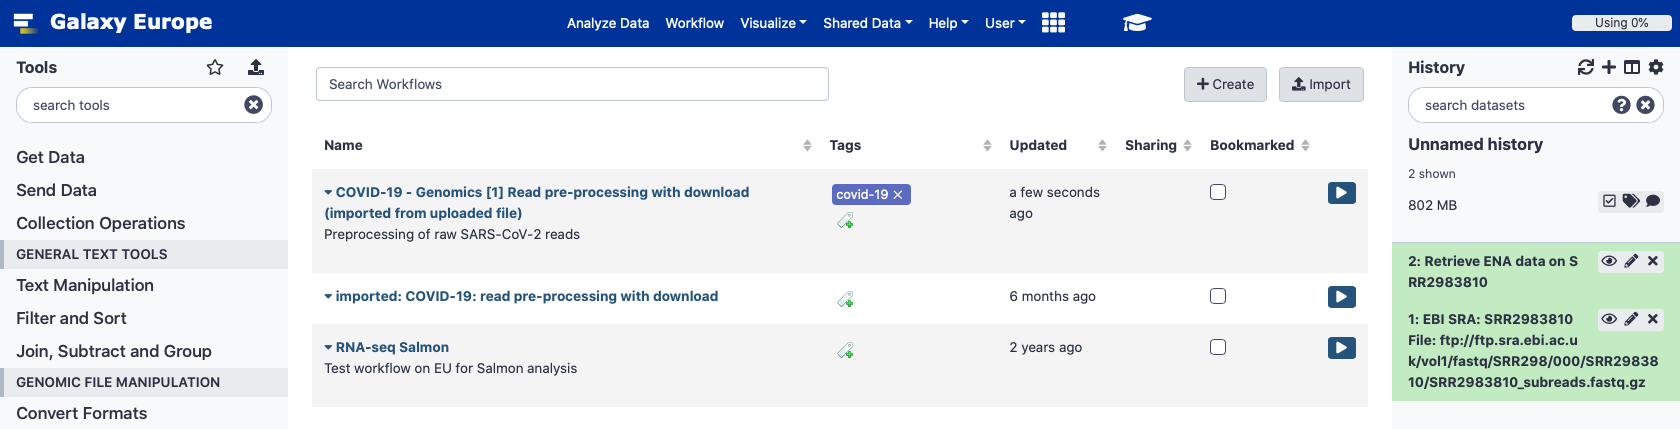 Galaxy Europe
Analyze Data Workflow Visualize Shared Data Help User
Using 0%
Tools
search tools
Get Data
Send Data
Collection Operations
GENERAL TEXT TOOLS
Text Manipulation
Filter and Sort
Join, Subtract and Group
GENOMIC FILE MANIPULATION
Convert Formats
Search Workflows
Create
Import
Name Tags Updated Sharing Bookmarked
COVID-19 - Genomics [1] Read pre-processing with download
(imported from uploaded file)
Preprocessing of raw SARS-CoV-2 reads
covid-19
a few seconds
ago
imported: COVID-19: read pre-processing with download
6 months ago
RNA-seq Salmon
Test workflow on EU for Salmon analysis
2 years ago
History
search datasets
Unnamed history
2 shown
802 MB
2: Retrieve ENA data on S
RR2983810
1: EBI SRA: SRR2983810
File: ftp://ftp.sra.ebi.ac.u
k/vol1/fastq/SRR298/000/SRR29838
10/SRR2983810_subreads.fastq.gz